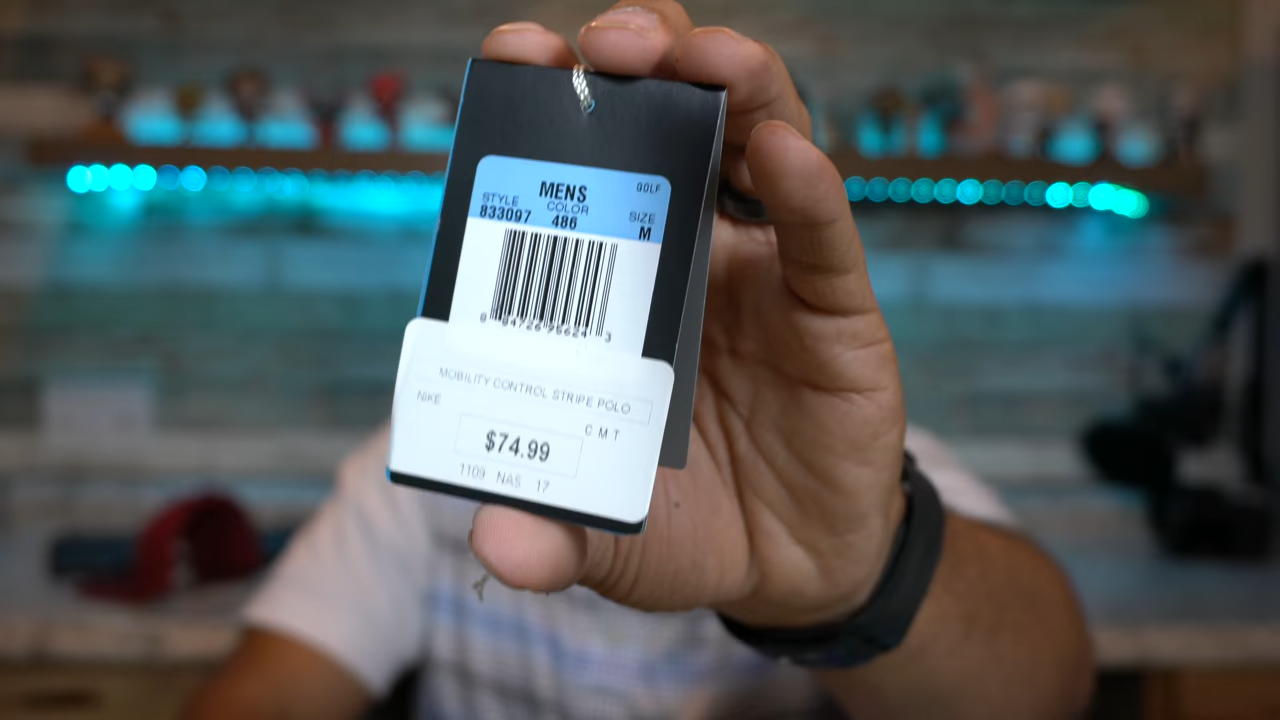 MENS GOLF
STYLE COLOR SIZE
833097 486 M
MOBILITY CONTROL STRIPE POLO
NIKE
C M T
$74.99
1109 NAS 17